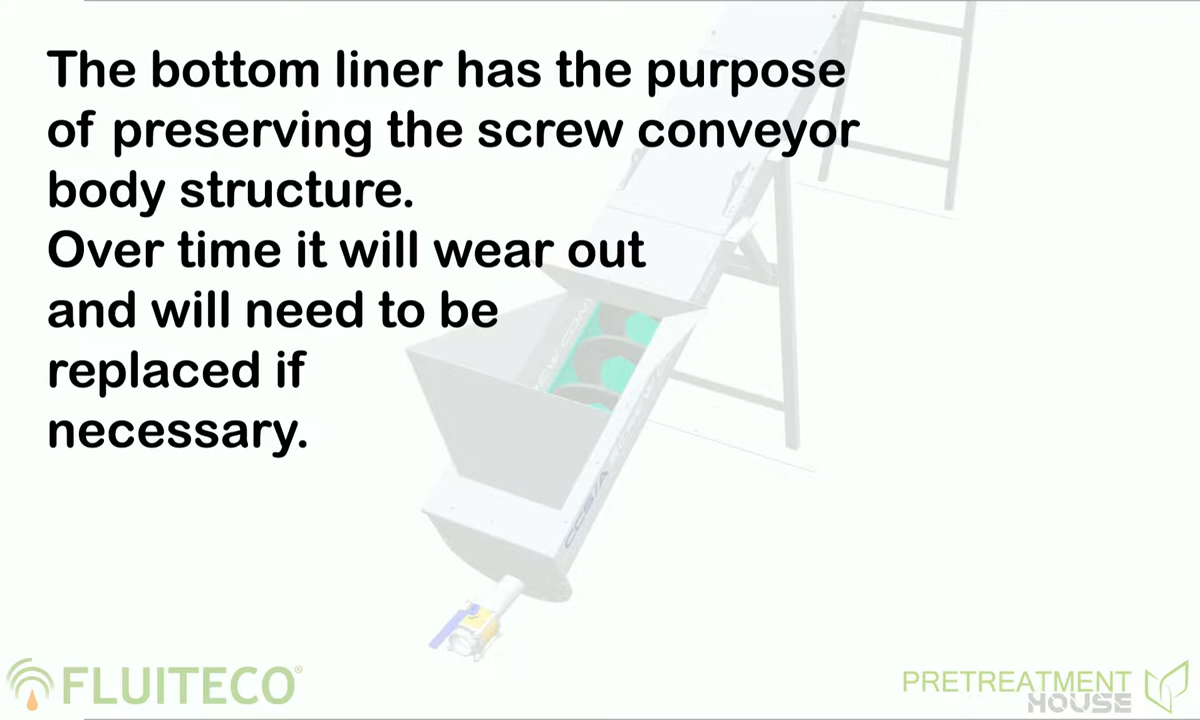 The bottom liner has the purpose
of preserving the screw conveyor
body structure.
Over time it will wear out
and will need to be
replaced if
necessary.
FLUITECO®
PRETREATMENT
HOUSE